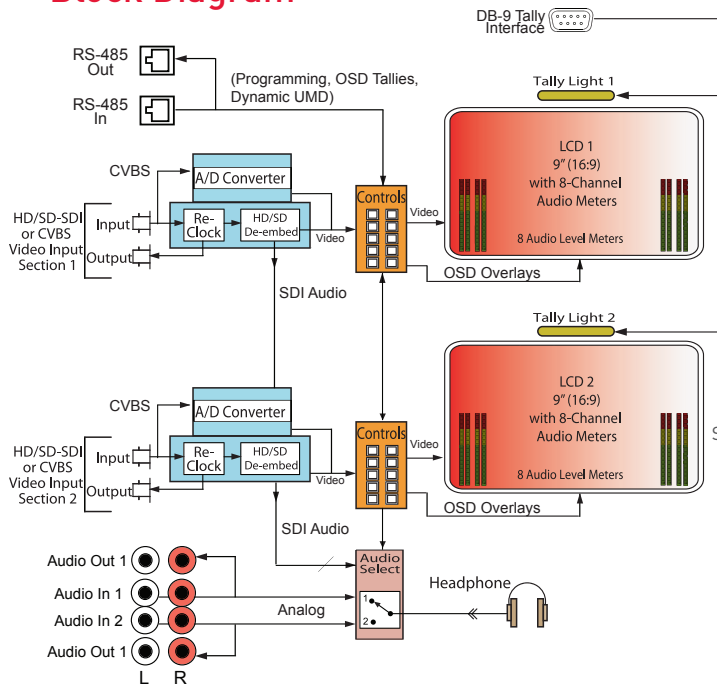 DB-9 Tally
Interface
RS-485
Out
RS-485
In
(Programming, OSD Tallies,
Dynamic UMD)
Tally Light 1
CVBS
A/D Converter
HD/SD-SDI
or CVBS
Video Input
Section 1
Input
Output
Re-
Clock
HD/SD
De-embed
Video
Controls
Video
LCD 1
9” (16:9)
with 8-Channel
Audio Meters
8 Audio Level Meters
OSD Overlays
SDI Audio
Tally Light 2
CVBS
A/D Converter
HD/SD-SDI
or CVBS
Video Input
Section 2
Input
Output
Re-
Clock
HD/SD
De-embed
Video
Controls
Video
LCD 2
9” (16:9)
with 8-Channel
Audio Meters
8 Audio Level Meters
OSD Overlays
SDI Audio
Audio Out 1
Audio In 1
Audio In 2
Audio Out 1
L R
Analog
Audio
Select
1
2
Headphone